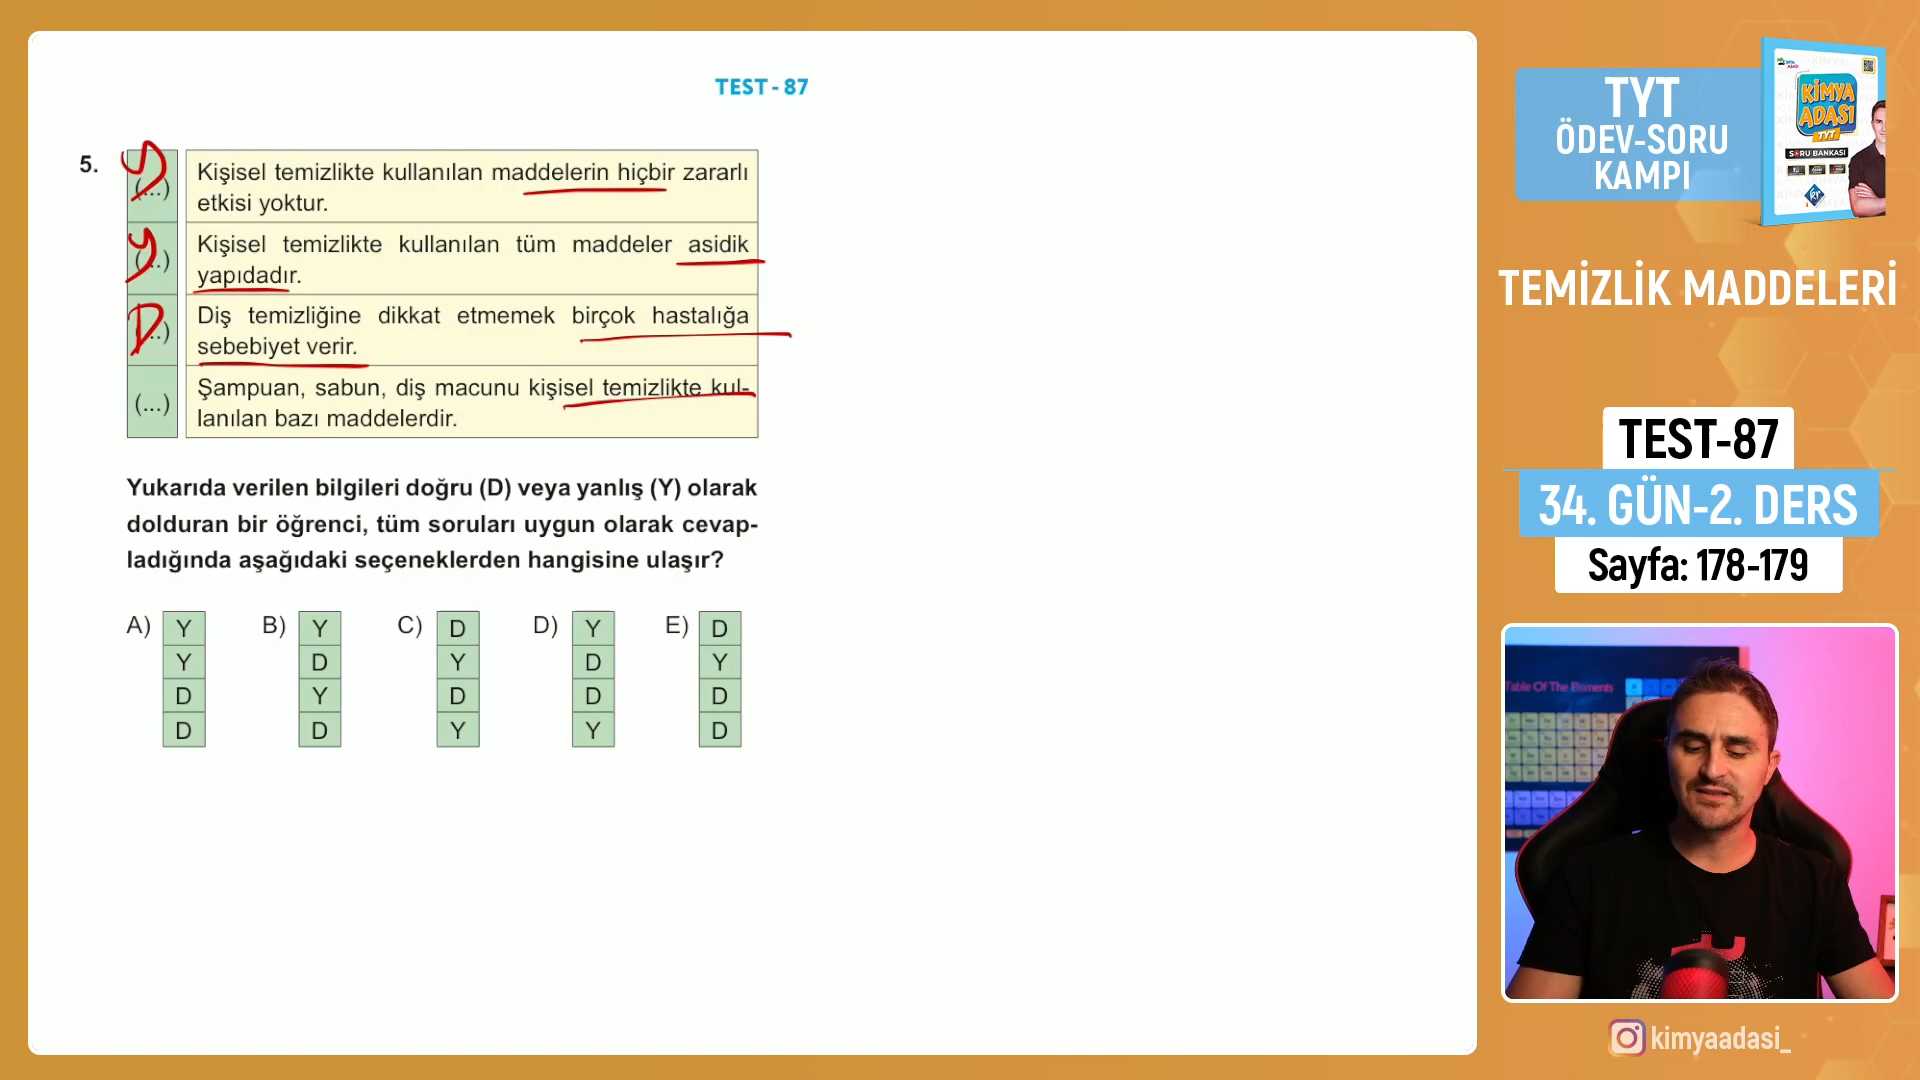 TEST - 87
5.
Y
(...) Kişisel temizlikte kullanılan maddelerin hiçbir zararlı
etkisi yoktur.
Y
(...) Kişisel temizlikte kullanılan tüm maddeler asidik
yapıdadır.
D
(...) Diş temizliğine dikkat etmemek birçok hastalığa
sebebiyet verir.
(...) Şampuan, sabun, diş macunu kişisel temizlikte kul-
lanılan bazı maddelerdir.
Yukarıda verilen bilgileri doğru (D) veya yanlış (Y) olarak
dolduran bir öğrenci, tüm soruları uygun olarak cevap-
ladığında aşağıdaki seçeneklerden hangisine ulaşır?
A) Y B) Y C) D D) Y E) D
Y D Y D Y
D Y D D D
D D Y Y D
TYT
ÖDEV-SORU
KAMPI
KİMYA
ADASI
TYT
SORU BANKASI
kr
TEMİZLİK MADDELERİ
TEST-87
34. GÜN-2. DERS
Sayfa: 178-179
Table Of The Elements
kimyaadasi_